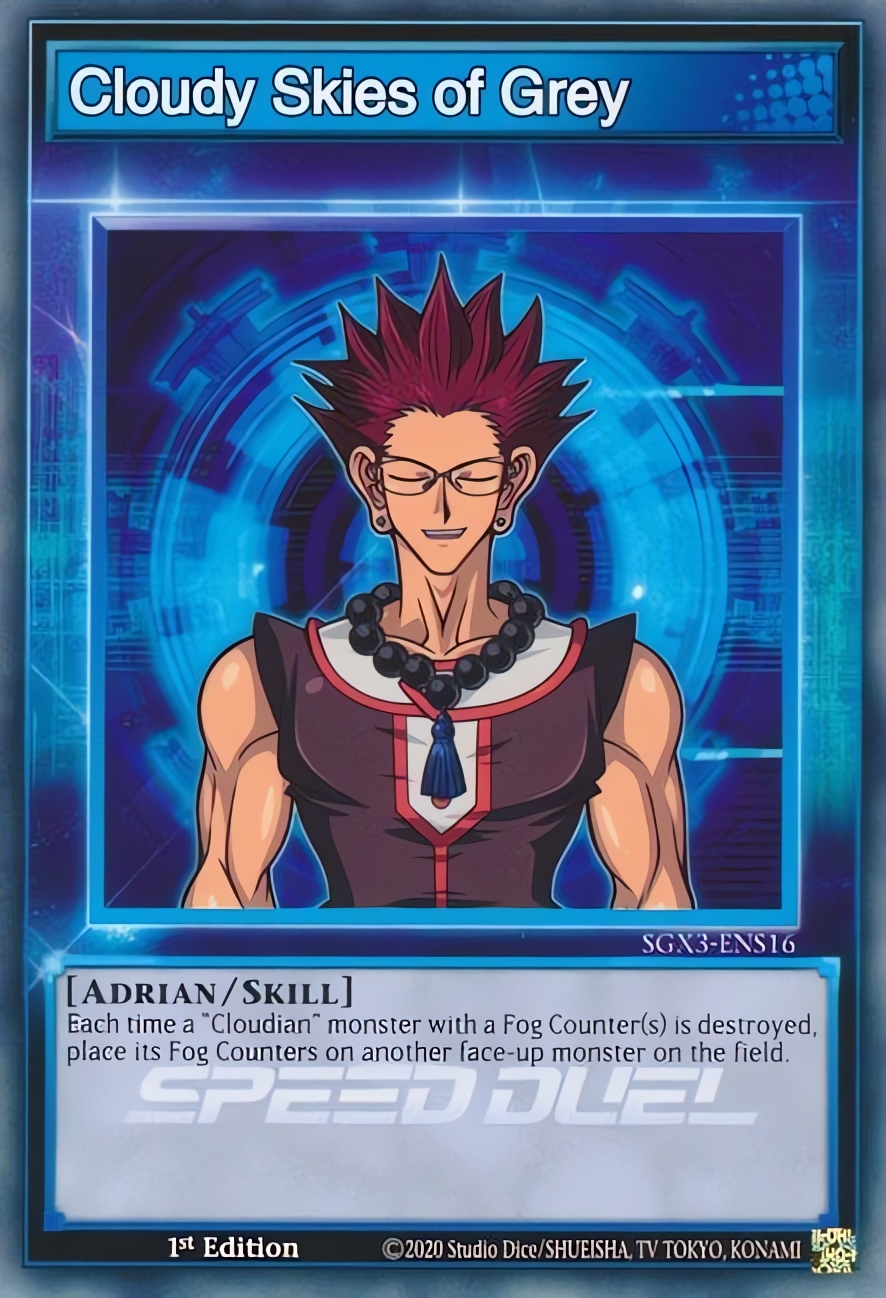 Cloudy Skies of Grey
SGX3-ENS16
[ADRIAN/SKILL]
Each time a "Cloudian" monster with a Fog Counter(s) is destroyed,
place its Fog Counters on another face-up monster on the field.
SPEED DUEL
1st Edition
©2020 Studio Dice/SHUEISHA, TV TOKYO, KONAMI